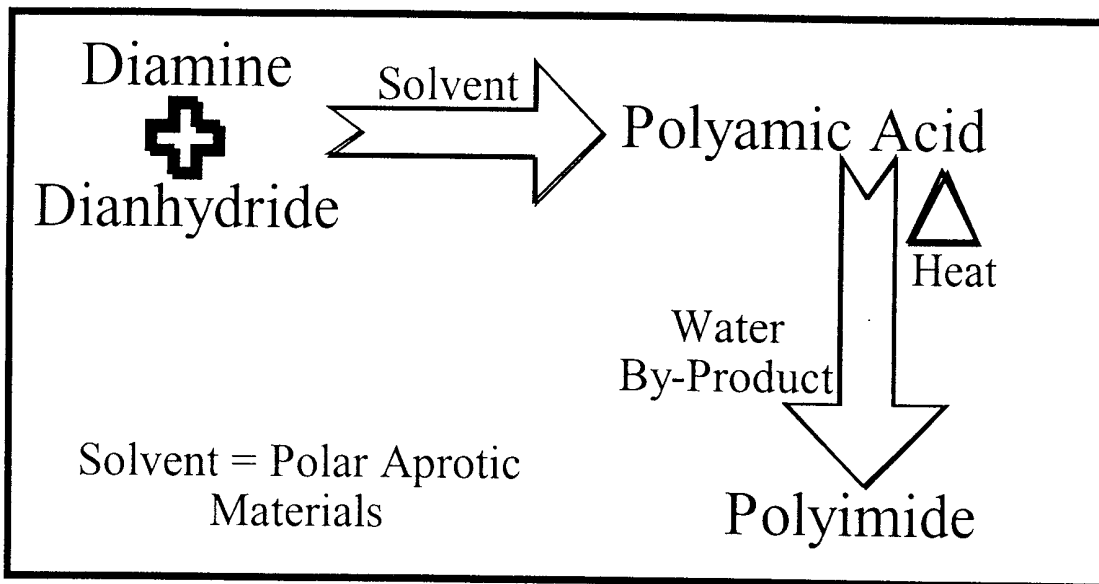 Diamine
Dianhydride
Solvent
Polyamic Acid
Heat
Water
By-Product
Polyimide
Solvent = Polar Aprotic
Materials